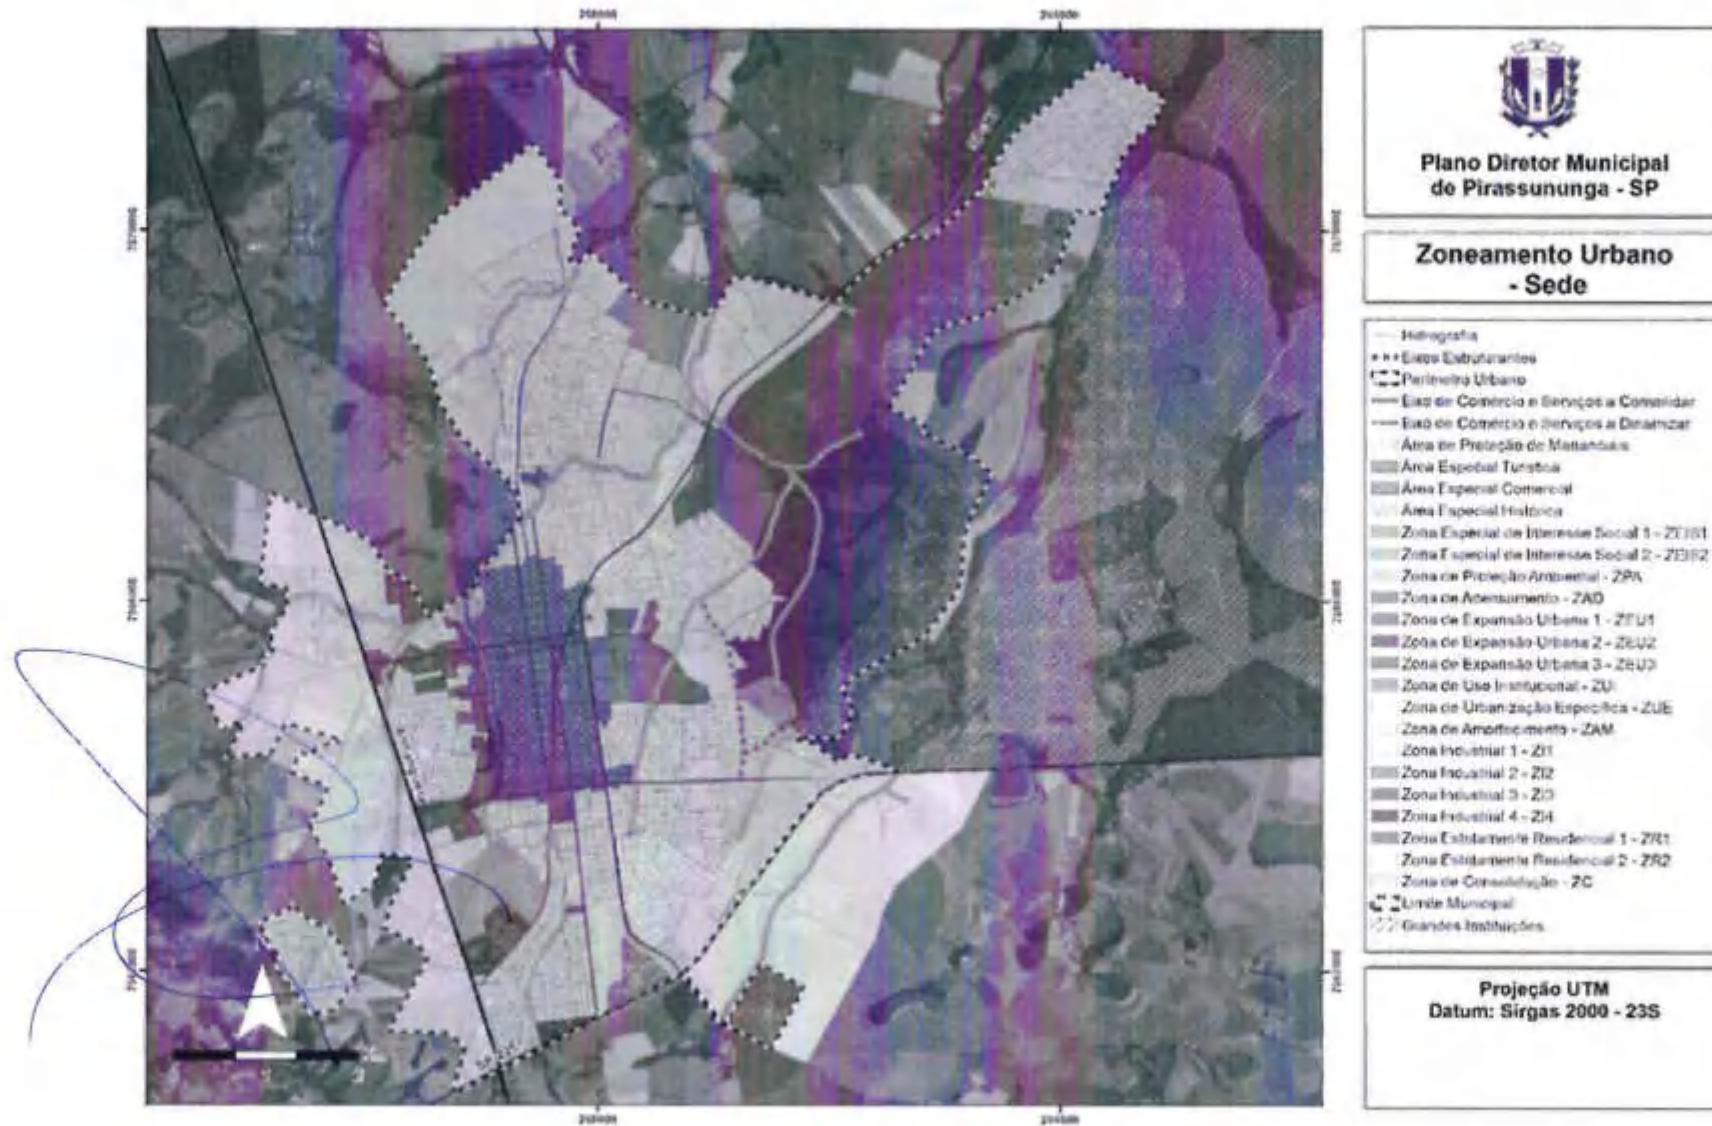 Plano Diretor Municipal
de Pirassununga - SP
Zoneamento Urbano
- Sede
Hidrografia
Eixos Estruturantes
Perímetro Urbano
Eixo de Comércio e Serviços a Consolidar
Eixo de Comércio e Serviços a Dinamizar
Área de Proteção de Mananciais
Área Especial Turística
Área Especial Comercial
Área Especial Histórica
Zona Especial de Interesse Social 1 - ZEIS1
Zona Especial de Interesse Social 2 - ZEIS2
Zona de Proteção Ambiental - ZPA
Zona de Adensamento - ZAD
Zona de Expansão Urbana 1 - ZEU1
Zona de Expansão Urbana 2 - ZEU2
Zona de Expansão Urbana 3 - ZEU3
Zona de Uso Institucional - ZUI
Zona de Urbanização Específica - ZUE
Zona de Amortecimento - ZAM
Zona Industrial 1 - ZI1
Zona Industrial 2 - ZI2
Zona Industrial 3 - ZI3
Zona Industrial 4 - ZI4
Zona Estritamente Residencial 1 - ZR1
Zona Estritamente Residencial 2 - ZR2
Zona de Consolidação - ZC
Limite Municipal
Grandes Instituições
Projeção UTM
Datum: Sirgas 2000 - 23S